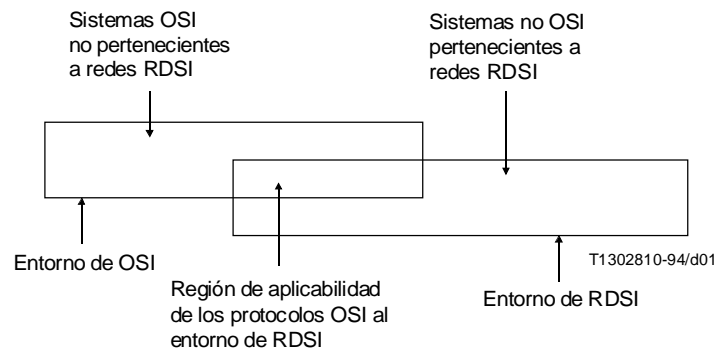 Sistemas OSI
no pertenecientes
a redes RDSI
Sistemas no OSI
pertenecientes a
redes RDSI
Entorno de OSI
Región de aplicabilidad
de los protocolos OSI al
entorno de RDSI
T1302810-94/d01
Entorno de RDSI